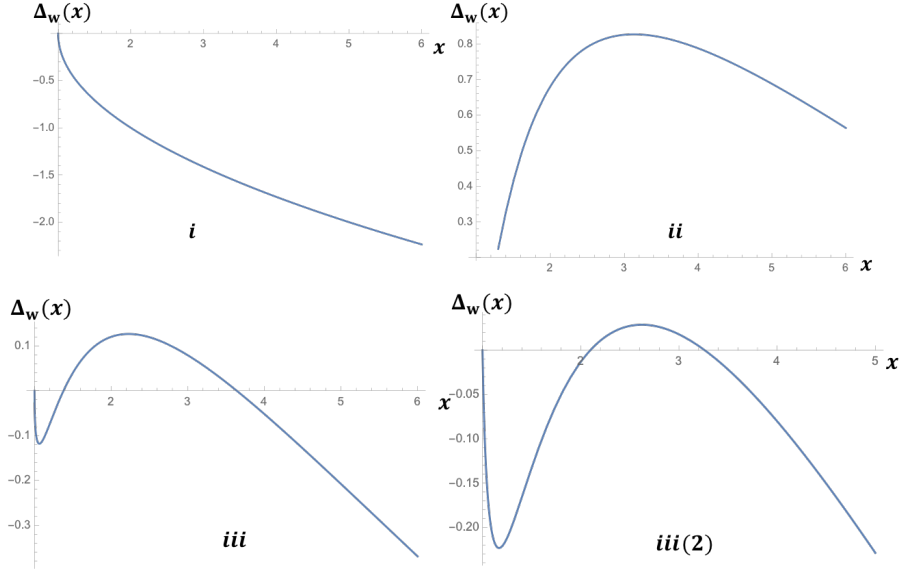 Δw(x)
2 3 4 5 6 x
−0.5
−1.0
−1.5
−2.0
i
Δw(x)
0.8
0.7
0.6
0.5
0.4
0.3
2 3 4 5 6 x
ii
Δw(x)
0.1
2 3 4 5 6 x
−0.1
−0.2
−0.3
iii
Δw(x)
2 3 4 5 x
−0.05
−0.10
−0.15
−0.20
iii(2)